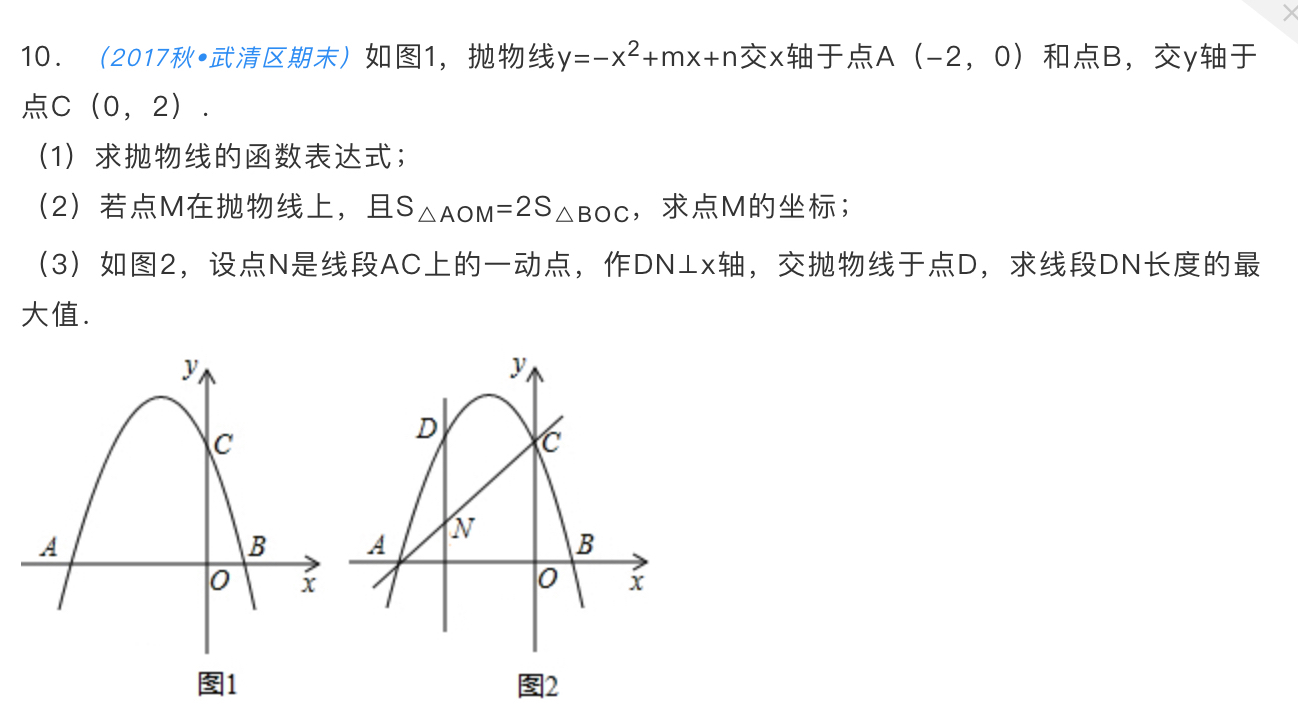 10. （2017秋•武清区期末）如图1，抛物线y=−x²+mx+n交x轴于点A（−2，0）和点B，交y轴于
点C（0，2）.
（1）求抛物线的函数表达式；
（2）若点M在抛物线上，且S△AOM=2S△BOC，求点M的坐标；
（3）如图2，设点N是线段AC上的一动点，作DN⊥x轴，交抛物线于点D，求线段DN长度的最
大值.
y
C
A
B
O
x
图1
y
D
C
N
A
B
O
x
图2